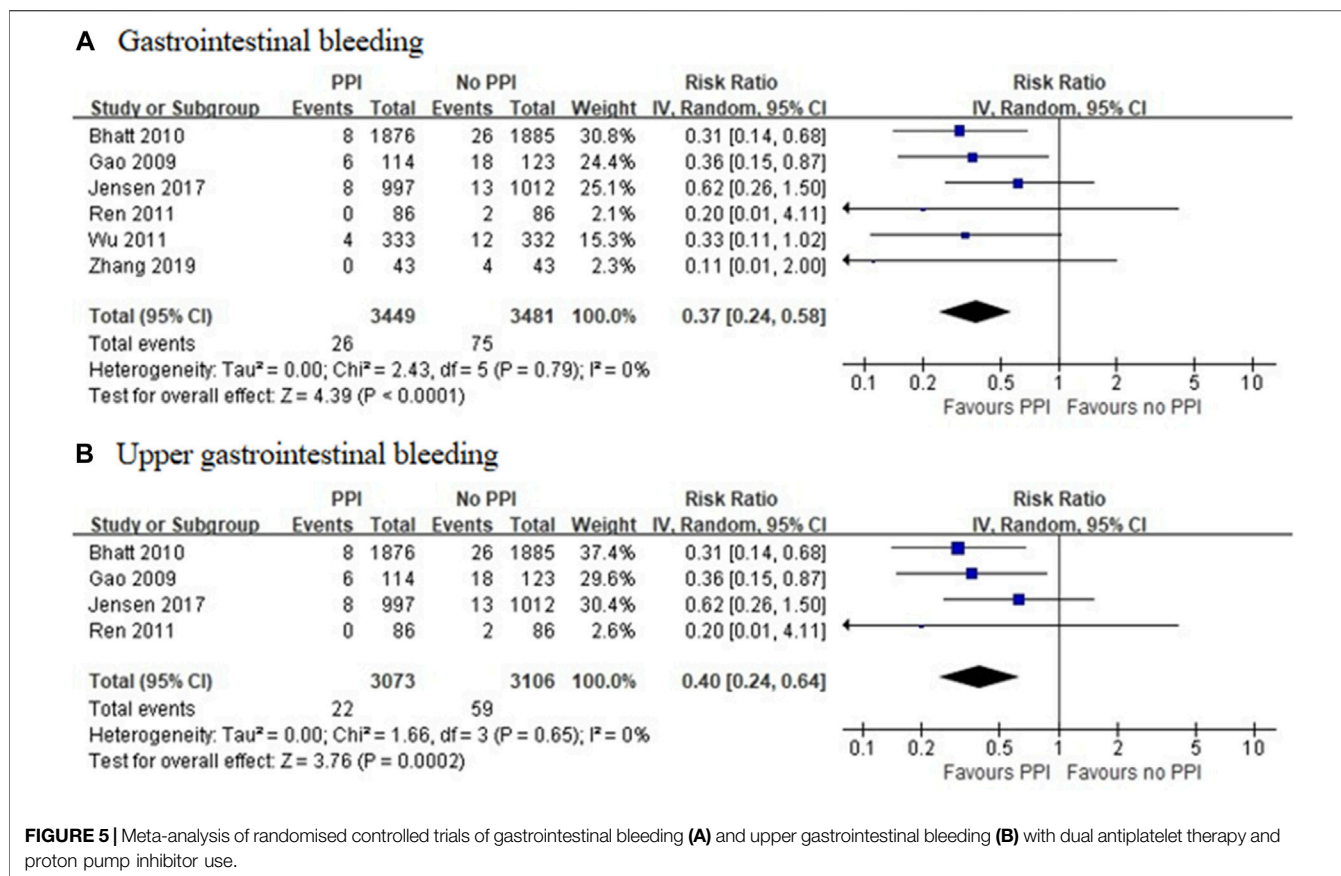 A Gastrointestinal bleeding
PPI No PPI Risk Ratio Risk Ratio
Study or Subgroup Events Total Events Total Weight IV, Random, 95% CI IV, Random, 95% CI
Bhatt 2010 8 1876 26 1885 30.8% 0.31 [0.14, 0.68]
Gao 2009 6 114 18 123 24.4% 0.36 [0.15, 0.87]
Jensen 2017 8 997 13 1012 25.1% 0.62 [0.26, 1.50]
Ren 2011 0 86 2 86 2.1% 0.20 [0.01, 4.11]
Wu 2011 4 333 12 332 15.3% 0.33 [0.11, 1.02]
Zhang 2019 0 43 4 43 2.3% 0.11 [0.01, 2.00]
Total (95% CI) 3449 3481 100.0% 0.37 [0.24, 0.58]
Total events 26 75
Heterogeneity: Tau² = 0.00; Chi² = 2.43, df = 5 (P = 0.79); I² = 0%
Test for overall effect: Z = 4.39 (P < 0.0001)
0.1 0.2 0.5 1 2 5 10
Favours PPI Favours no PPI
B Upper gastrointestinal bleeding
PPI No PPI Risk Ratio Risk Ratio
Study or Subgroup Events Total Events Total Weight IV, Random, 95% CI IV, Random, 95% CI
Bhatt 2010 8 1876 26 1885 37.4% 0.31 [0.14, 0.68]
Gao 2009 6 114 18 123 29.6% 0.36 [0.15, 0.87]
Jensen 2017 8 997 13 1012 30.4% 0.62 [0.26, 1.50]
Ren 2011 0 86 2 86 2.6% 0.20 [0.01, 4.11]
Total (95% CI) 3073 3106 100.0% 0.40 [0.24, 0.64]
Total events 22 59
Heterogeneity: Tau² = 0.00; Chi² = 1.66, df = 3 (P = 0.65); I² = 0%
Test for overall effect: Z = 3.76 (P = 0.0002)
0.1 0.2 0.5 1 2 5 10
Favours PPI Favours no PPI
FIGURE 5 | Meta-analysis of randomised controlled trials of gastrointestinal bleeding (A) and upper gastrointestinal bleeding (B) with dual antiplatelet therapy and
proton pump inhibitor use.